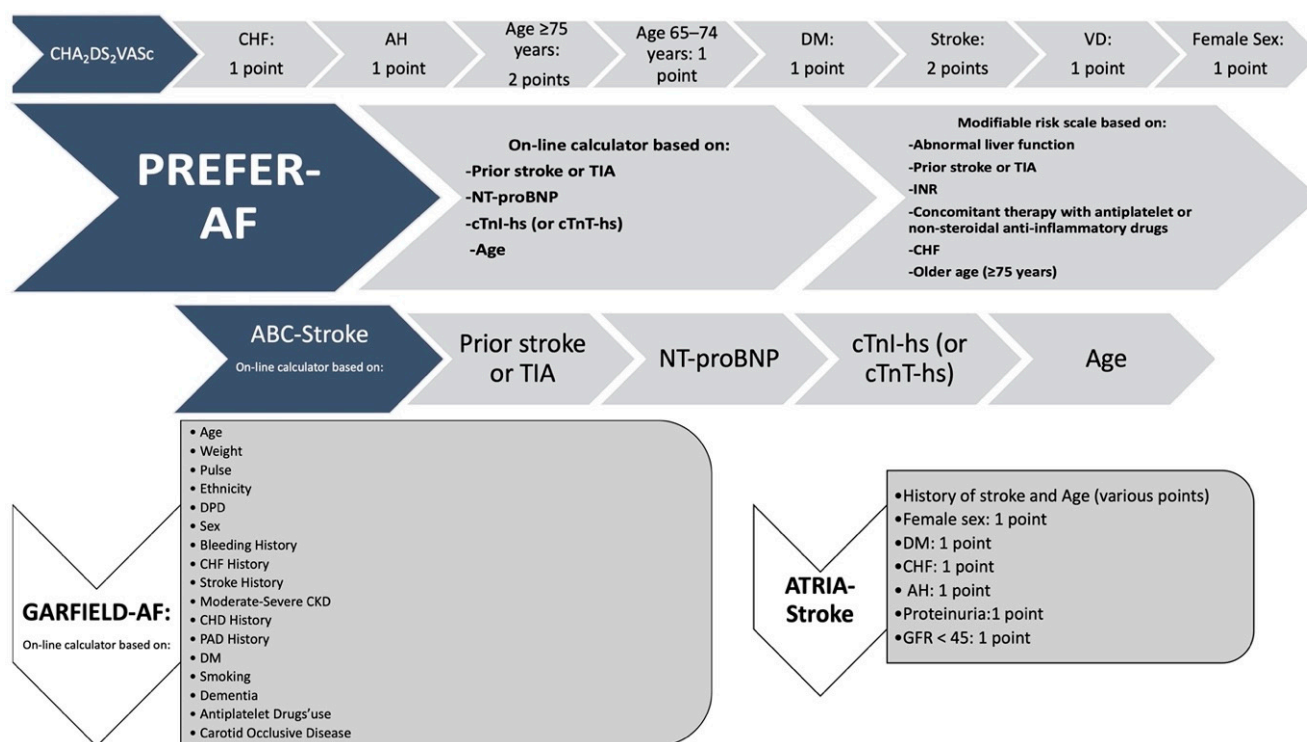 CHA₂DS₂VASc
CHF:
1 point
AH
1 point
Age ≥75
years:
2 points
Age 65–74
years: 1
point
DM:
1 point
Stroke:
2 points
VD:
1 point
Female Sex:
1 point
PREFER-
AF
On-line calculator based on:
-Prior stroke or TIA
-NT-proBNP
-cTnI-hs (or cTnT-hs)
-Age
Modifiable risk scale based on:
-Abnormal liver function
-Prior stroke or TIA
-INR
-Concomitant therapy with antiplatelet or
non-steroidal anti-inflammatory drugs
-CHF
-Older age (≥75 years)
ABC-Stroke
On-line calculator based on:
Prior stroke
or TIA
NT-proBNP
cTnI-hs (or
cTnT-hs)
Age
GARFIELD-AF:
On-line calculator based on:
• Age
• Weight
• Pulse
• Ethnicity
• DPD
• Sex
• Bleeding History
• CHF History
• Stroke History
• Moderate-Severe CKD
• CHD History
• PAD History
• DM
• Smoking
• Dementia
• Antiplatelet Drugs'use
• Carotid Occlusive Disease
ATRIA-
Stroke
•History of stroke and Age (various points)
•Female sex: 1 point
•DM: 1 point
•CHF: 1 point
• AH: 1 point
•Proteinuria:1 point
•GFR < 45: 1 point